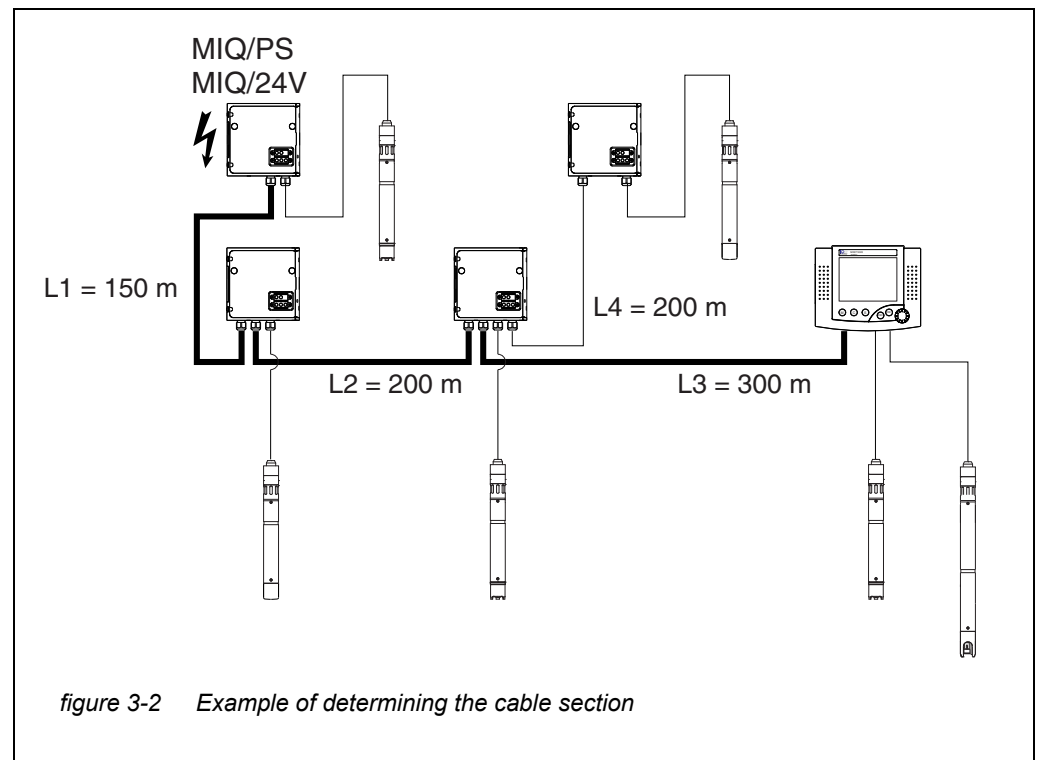 MIQ/PS
MIQ/24V
L1 = 150 m
L4 = 200 m
L2 = 200 m
L3 = 300 m
figure 3-2 Example of determining the cable section